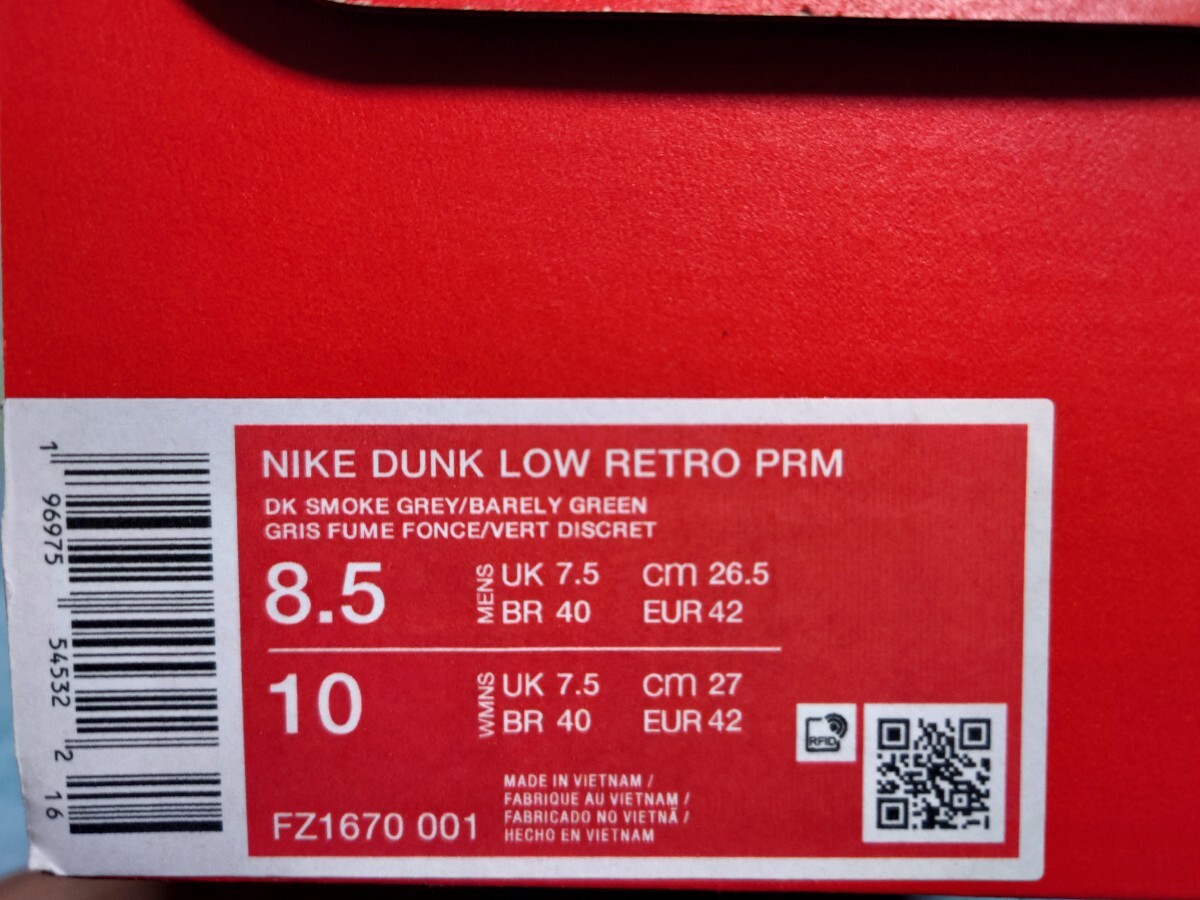 NIKE DUNK LOW RETRO PRM
DK SMOKE GREY/BARELY GREEN
GRIS FUME FONCE/VERT DISCRET
8.5 MENS UK 7.5 cm 26.5
BR 40 EUR 42
10 WMNS UK 7.5 cm 27
BR 40 EUR 42
RFID
MADE IN VIETNAM /
FABRIQUE AU VIETNAM /
FABRICADO NO VIETNÃ /
HECHO EN VIETNAM
FZ1670 001
1 96975 54532 2 16